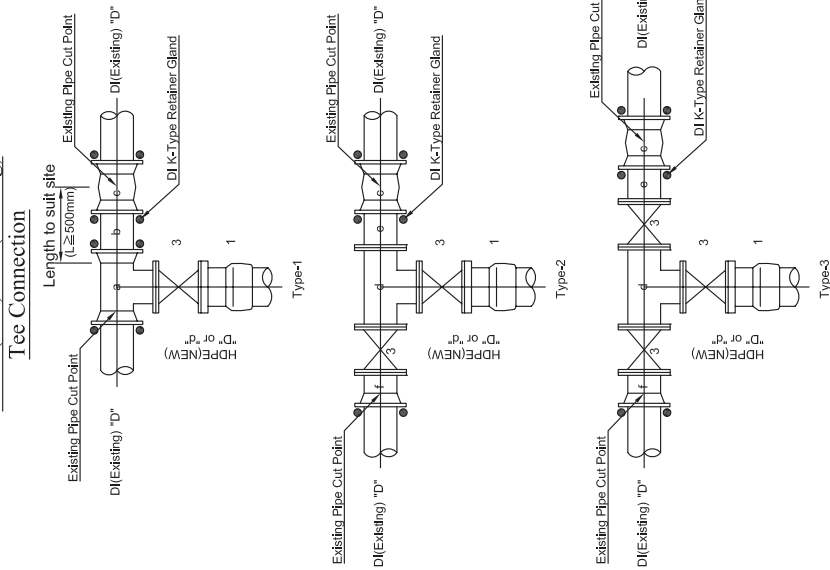 Tee Connection
Length to suit site
(L≧500mm)
Existing Pipe Cut Point
DI(Existing) "D"
DI K-Type Retainer Gland
Existing Pipe Cut Point
DI(Existing) "D"
a
b
c
3
1
HDPE(NEW)
"D" or "d"
Type-1
Existing Pipe Cut Point
DI(Existing) "D"
DI K-Type Retainer Gland
Existing Pipe Cut Point
DI(Existing) "D"
f
3
d
e
c
3
1
HDPE(NEW)
"D" or "d"
Type-2
Existing Pipe Cut
DI(Existi
DI K-Type Retainer Glan
Existing Pipe Cut Point
DI(Existing) "D"
f
3
d
3
e
c
3
1
HDPE(NEW)
"D" or "d"
Type-3